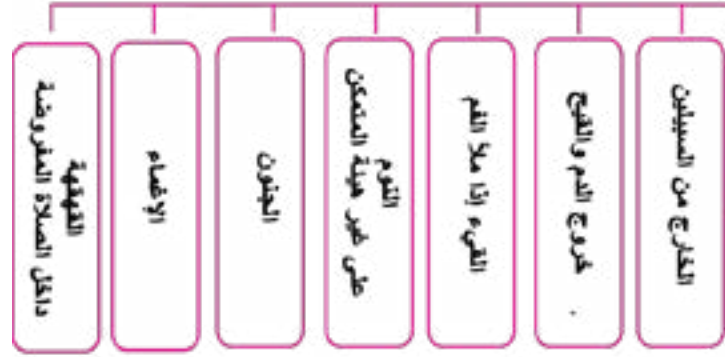 الخارج من السبيلين
خروج الدم والقيح
.
القيء إذا ملأ الفم
النوم
على غير هيئة المتمكن
الجنون
الإغماء
القهقهة
داخل الصلاة المفروضة